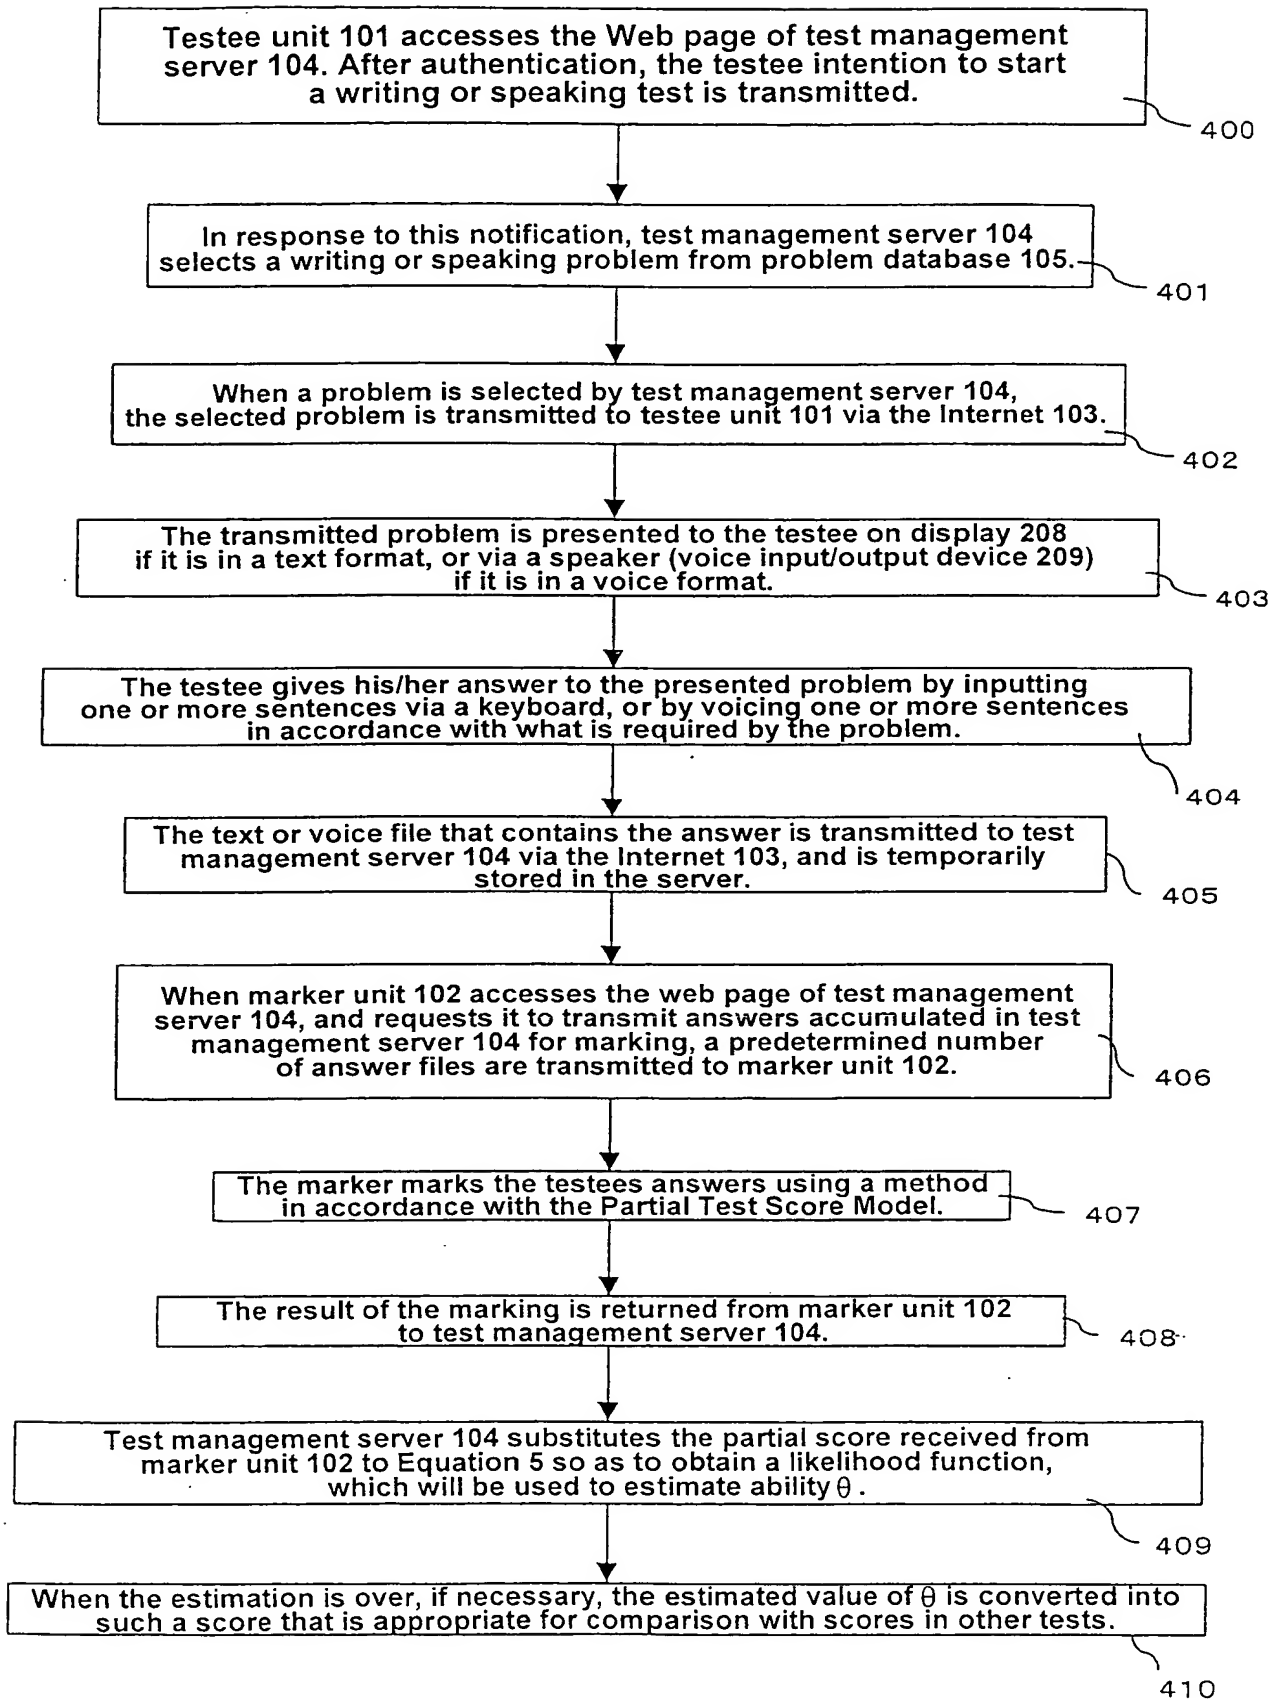 Testee unit 101 accesses the Web page of test management
server 104. After authentication, the testee intention to start
a writing or speaking test is transmitted.
400
In response to this notification, test management server 104
selects a writing or speaking problem from problem database 105.
401
When a problem is selected by test management server 104,
the selected problem is transmitted to testee unit 101 via the Internet 103.
402
The transmitted problem is presented to the testee on display 208
if it is in a text format, or via a speaker (voice input/output device 209)
if it is in a voice format.
403
The testee gives his/her answer to the presented problem by inputting
one or more sentences via a keyboard, or by voicing one or more sentences
in accordance with what is required by the problem.
404
The text or voice file that contains the answer is transmitted to test
management server 104 via the Internet 103, and is temporarily
stored in the server.
405
When marker unit 102 accesses the web page of test management
server 104, and requests it to transmit answers accumulated in test
management server 104 for marking, a predetermined number
of answer files are transmitted to marker unit 102.
406
The marker marks the testees answers using a method
in accordance with the Partial Test Score Model.
407
The result of the marking is returned from marker unit 102
to test management server 104.
408
Test management server 104 substitutes the partial score received from
marker unit 102 to Equation 5 so as to obtain a likelihood function,
which will be used to estimate ability θ .
409
When the estimation is over, if necessary, the estimated value of θ is converted into
such a score that is appropriate for comparison with scores in other tests.
410